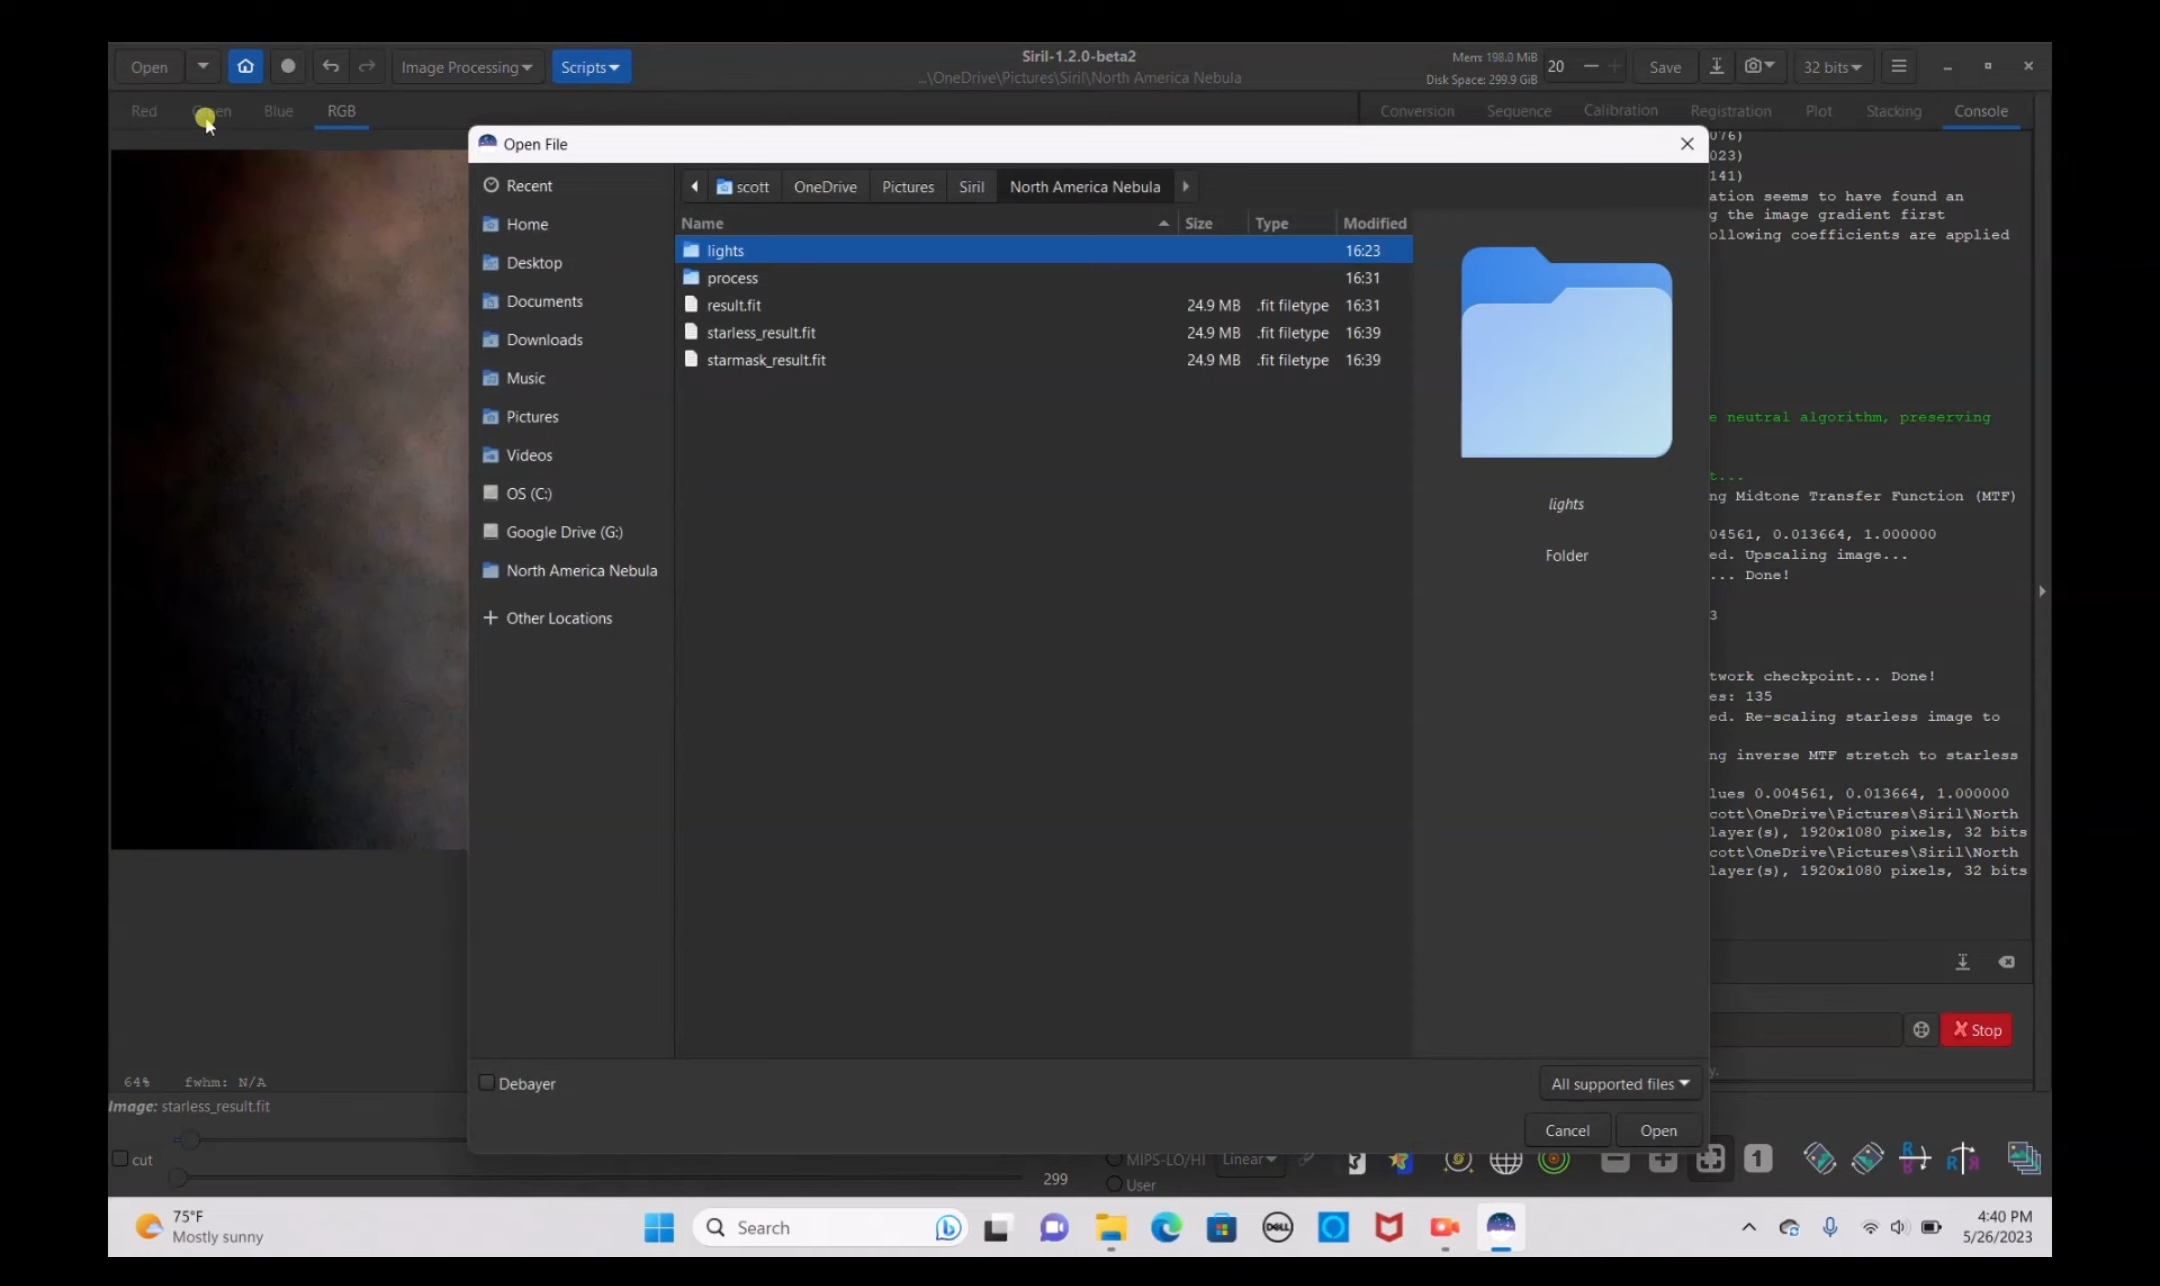 Open
Image Processing
Scripts
Siril-1.2.0-beta2
...\OneDrive\Pictures\Siril\North America Nebula
Mem: 198.0 MiB
Disk Space: 299.9 GiB
20
Save
32 bits
Red
Blue
RGB
Conversion
Sequence
Calibration
Registration
Plot
Stacking
Console
Open File
Recent
Home
Desktop
Documents
Downloads
Music
Pictures
Videos
OS (C:)
Google Drive (G:)
North America Nebula
Other Locations
scott
OneDrive
Pictures
Siril
North America Nebula
Name
Size
Type
Modified
lights 16:23
process 16:31
result.fit 24.9 MB .fit filetype 16:31
starless_result.fit 24.9 MB .fit filetype 16:39
starmask_result.fit 24.9 MB .fit filetype 16:39
lights
Folder
023)
141)
ation seems to have found an
g the image gradient first
ollowing coefficients are applied
e neutral algorithm, preserving
t...
ng Midtone Transfer Function (MTF)
04561, 0.013664, 1.000000
ed. Upscaling image...
... Done!
3
twork checkpoint... Done!
es: 135
ed. Re-scaling starless image to
ng inverse MTF stretch to starless
lues 0.004561, 0.013664, 1.000000
cott\OneDrive\Pictures\Siril\North
layer(s), 1920x1080 pixels, 32 bits
cott\OneDrive\Pictures\Siril\North
layer(s), 1920x1080 pixels, 32 bits
Stop
Debayer
All supported files
Cancel
Open
64%
fwhm: N/A
Image: starless_result.fit
cut
299
MIPS-LO/HI
Linear
User
1
75°F
Mostly sunny
Search
DELL
4:40 PM
5/26/2023